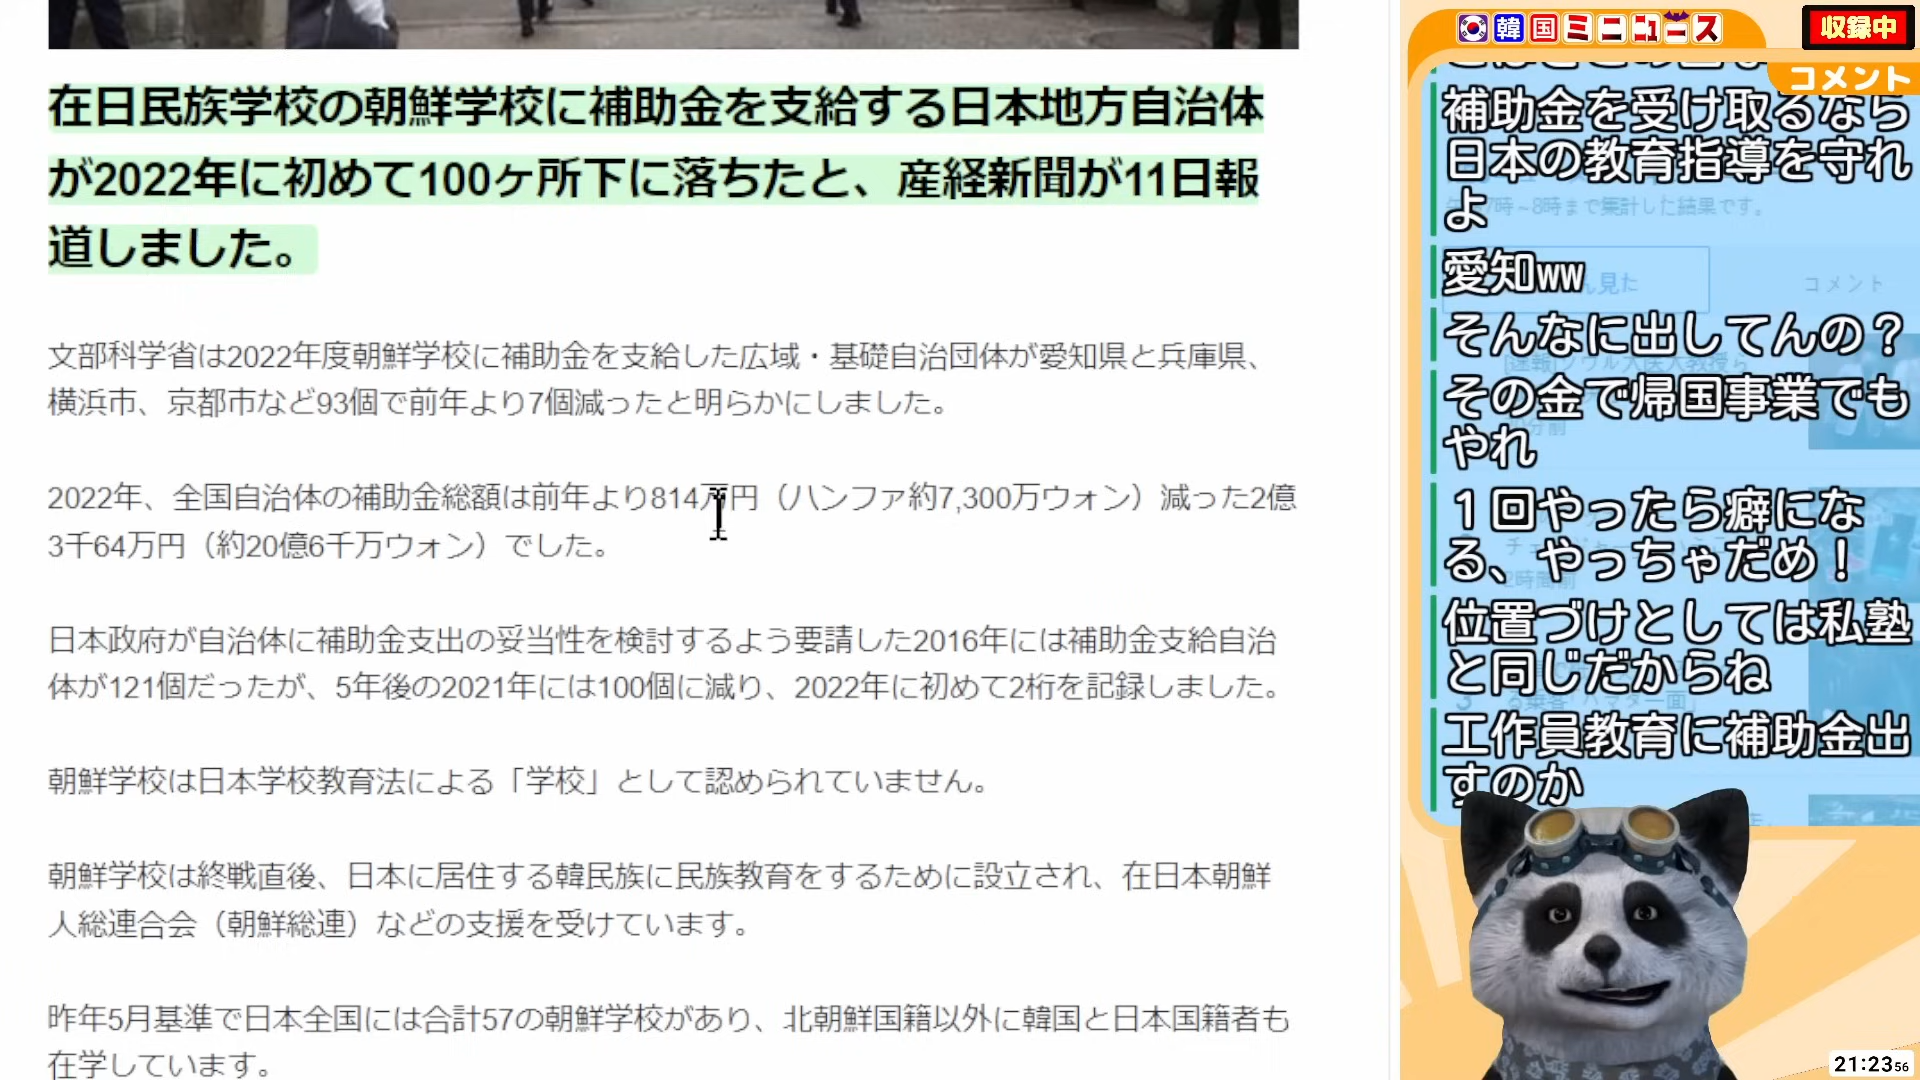 在日民族学校の朝鮮学校に補助金を支給する日本地方自治体
が2022年に初めて100ヶ所下に落ちたと、産経新聞が11日報
道しました。
文部科学省は2022年度朝鮮学校に補助金を支給した広域・基礎自治団体が愛知県と兵庫県、
横浜市、京都市など93個で前年より7個減ったと明らかにしました。
2022年、全国自治体の補助金総額は前年より814万円（ハンファ約7,300万ウォン）減った2億
3千64万円（約20億6千万ウォン）でした。
日本政府が自治体に補助金支出の妥当性を検討するよう要請した2016年には補助金支給自治
体が121個だったが、5年後の2021年には100個に減り、2022年に初めて2桁を記録しました。
朝鮮学校は日本学校教育法による「学校」として認められていません。
朝鮮学校は終戦直後、日本に居住する韓民族に民族教育をするために設立され、在日本朝鮮
人総連合会（朝鮮総連）などの支援を受けています。
昨年5月基準で日本全国には合計57の朝鮮学校があり、北朝鮮国籍以外に韓国と日本国籍者も
在学しています。
韓国ミニニュース
収録中
コメント
補助金を受け取るなら
日本の教育指導を守れ
よ
7時~8時まで集計した結果です。
愛知ww
ん見た
コメント
そんなに出してんの？
その金で帰国事業でも
やれ
１回やったら癖にな
る、やっちゃだめ！
2時間前
位置づけとしては私塾
と同じだからね
3
工作員教育に補助金出
すのか
21:23 56